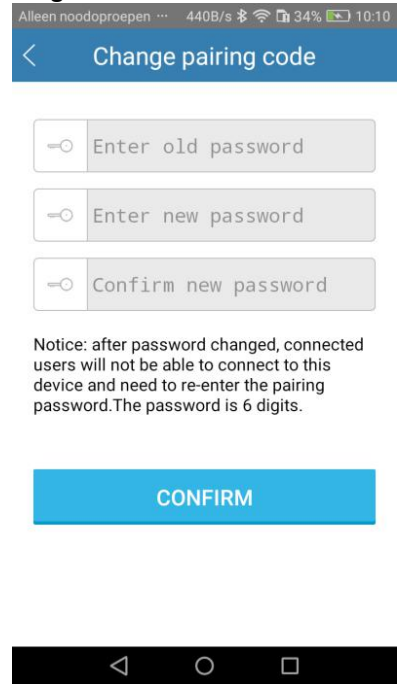 Alleen noodoproepen ... 440B/s 34% 10:10
Change pairing code
Enter old password
Enter new password
Confirm new password
Notice: after password changed, connected
users will not be able to connect to this
device and need to re-enter the pairing
password.The password is 6 digits.
CONFIRM